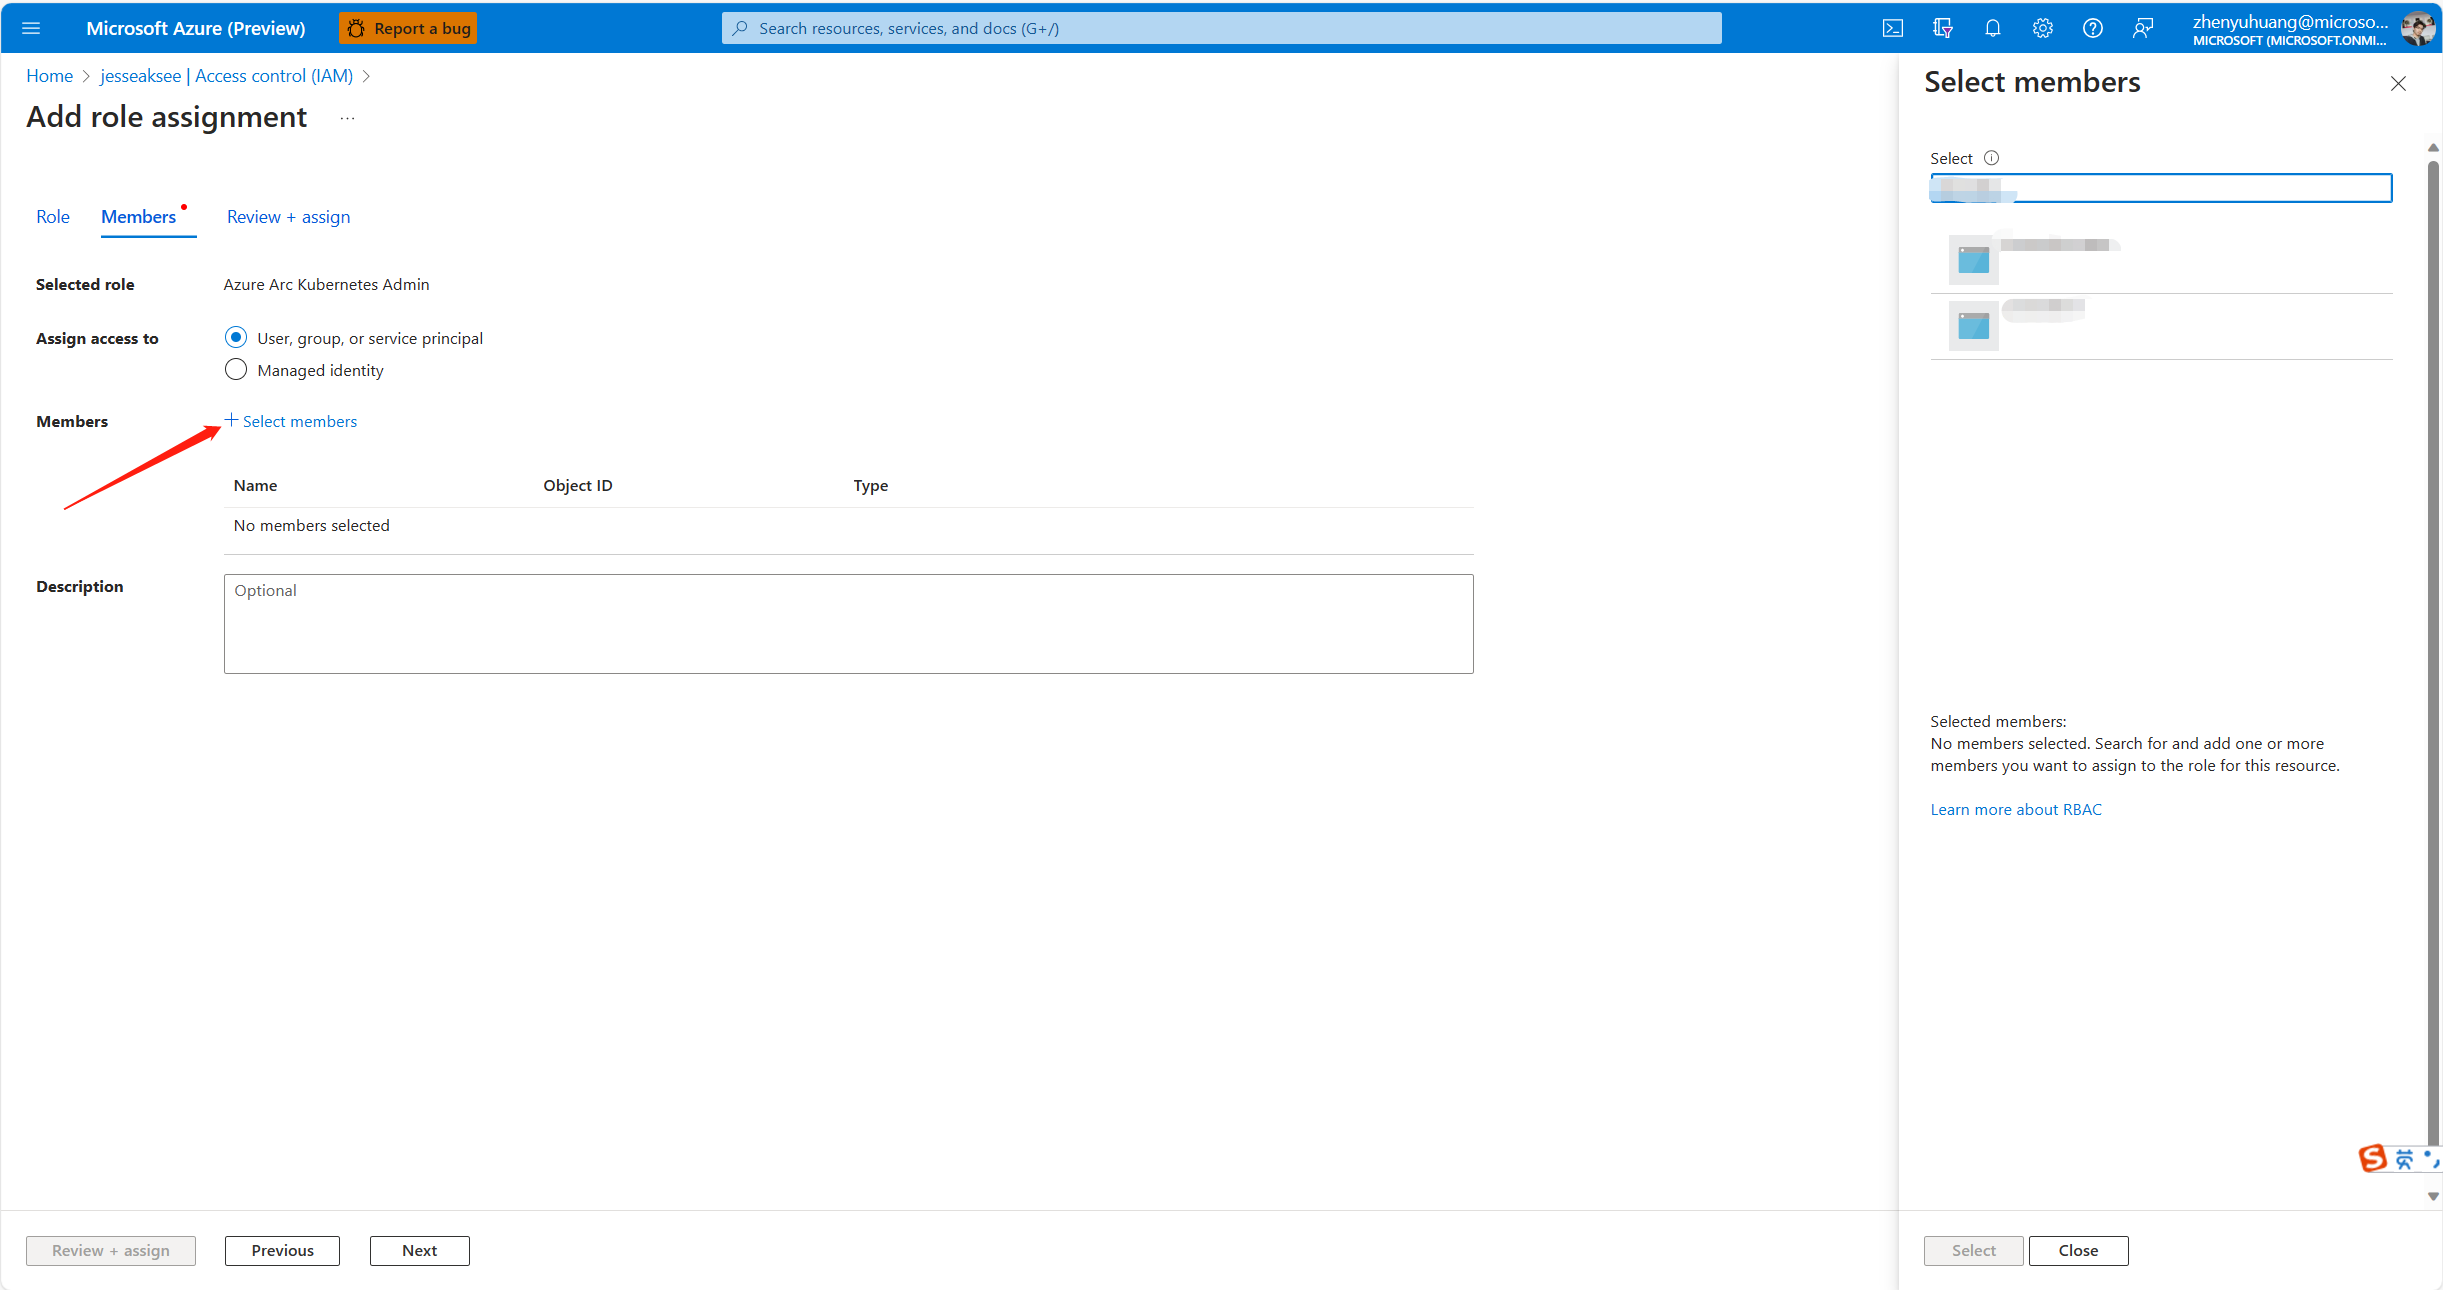 Microsoft Azure (Preview)
Report a bug
Search resources, services, and docs (G+/)
zhenyuhuang@microso...
MICROSOFT (MICROSOFT.ONMI...
Home > jesseaksee | Access control (IAM) >
Add role assignment ...
Role
Members
Review + assign
Selected role
Azure Arc Kubernetes Admin
Assign access to
User, group, or service principal
Managed identity
Members
+ Select members
Name
Object ID
Type
No members selected
Description
Optional
Review + assign
Previous
Next
Select members
Select
Selected members:
No members selected. Search for and add one or more
members you want to assign to the role for this resource.
Learn more about RBAC
S 英
Select
Close